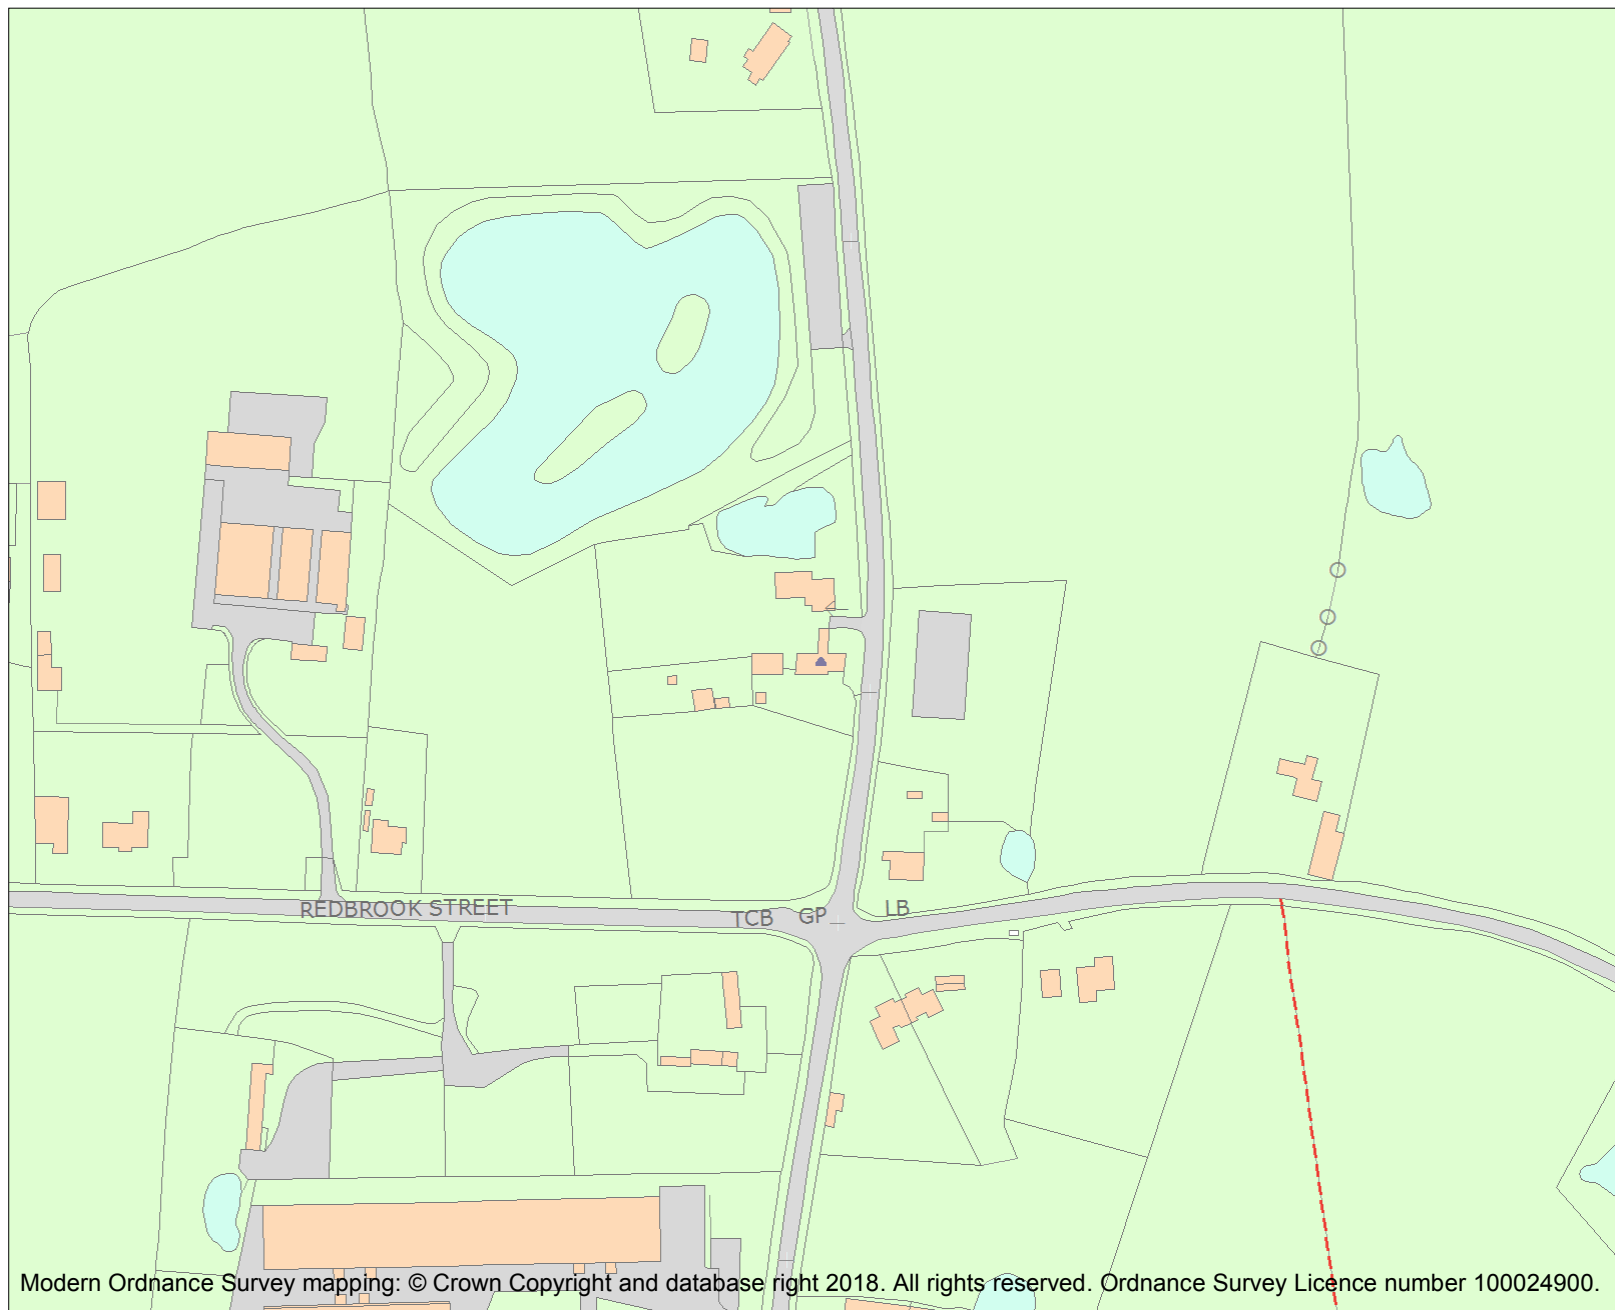 REDBROOK STREET
TCB GP LB
Modern Ordnance Survey mapping: © Crown Copyright and database right 2018. All rights reserved. Ordnance Survey Licence number 100024900.